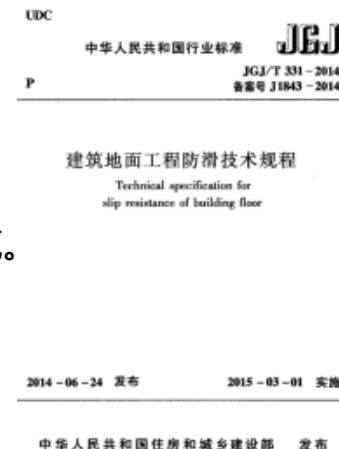 UDC
JGJ
中华人民共和国行业标准
JGJ/T 331-2014
P
备案号 J1843-2014
建筑地面工程防滑技术规程
Technical specification for
slip resistance of building floor
。
2014-06-24 发布 2015-03-01 实施
中华人民共和国住房和城乡建设部 发布